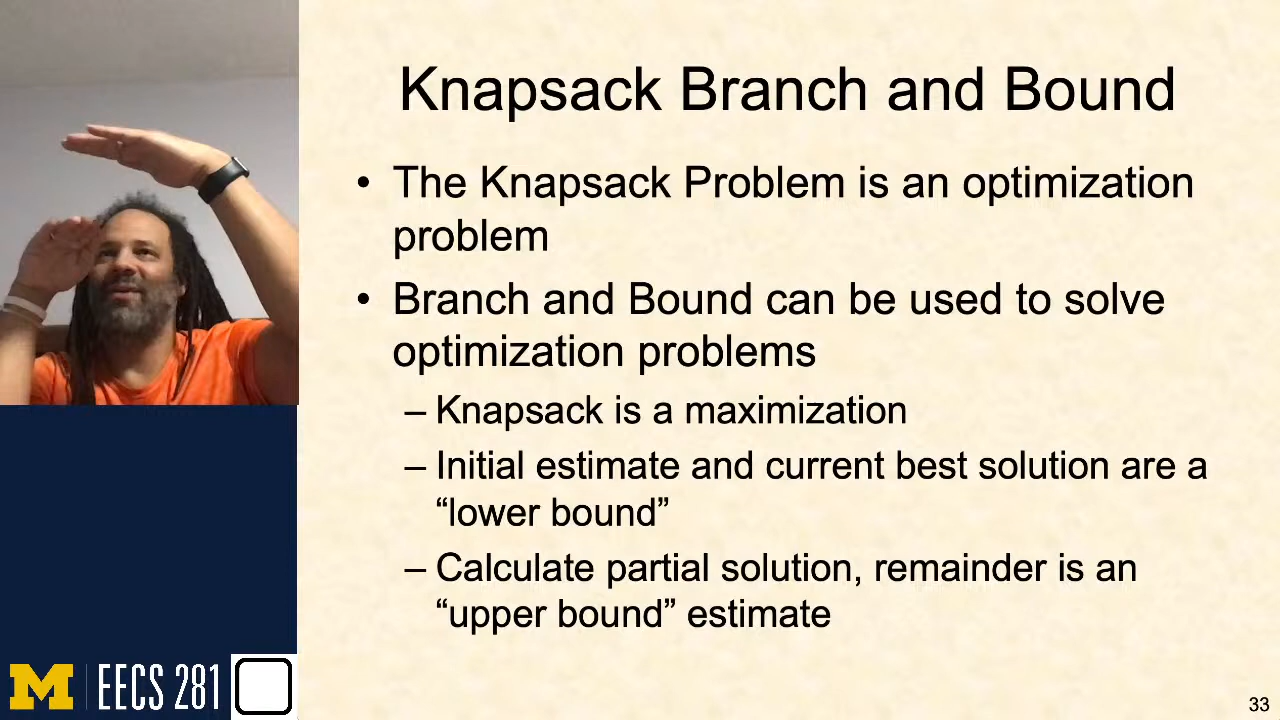 Knapsack Branch and Bound
• The Knapsack Problem is an optimization
problem
• Branch and Bound can be used to solve
optimization problems
– Knapsack is a maximization
– Initial estimate and current best solution are a
“lower bound”
– Calculate partial solution, remainder is an
“upper bound” estimate
M EECS 281
33